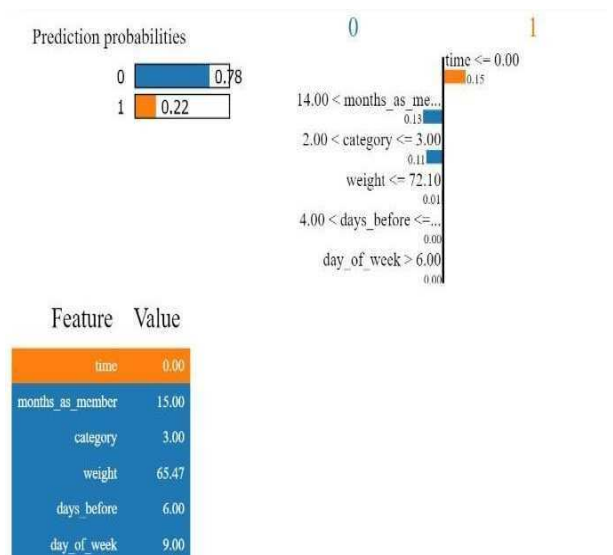 Prediction probabilities
0 0.78
1 0.22
0 1
time <= 0.00
0.15
14.00 < months_as_me...
0.13
2.00 < category <= 3.00
0.11
weight <= 72.10
0.01
4.00 < days_before <=...
0.00
day_of_week > 6.00
0.00
Feature Value
time 0.00
months_as_member 15.00
category 3.00
weight 65.47
days_before 6.00
day_of_week 9.00